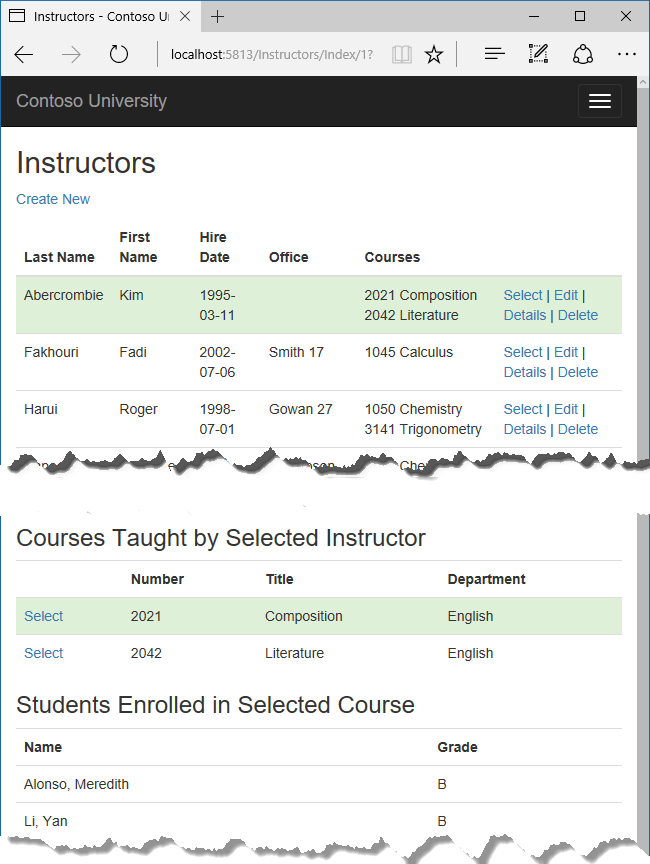 Instructors - Contoso Ur
localhost:5813/Instructors/Index/1?
Contoso University
Instructors
Create New
Last Name First Name Hire Date Office Courses
Abercrombie Kim 1995-03-11 2021 Composition Select | Edit |
2042 Literature Details | Delete
Fakhouri Fadi 2002-07-06 Smith 17 1045 Calculus Select | Edit |
Details | Delete
Harui Roger 1998-07-01 Gowan 27 1050 Chemistry Select | Edit |
3141 Trigonometry Details | Delete
Courses Taught by Selected Instructor
Number Title Department
Select 2021 Composition English
Select 2042 Literature English
Students Enrolled in Selected Course
Name Grade
Alonso, Meredith B
Li, Yan B